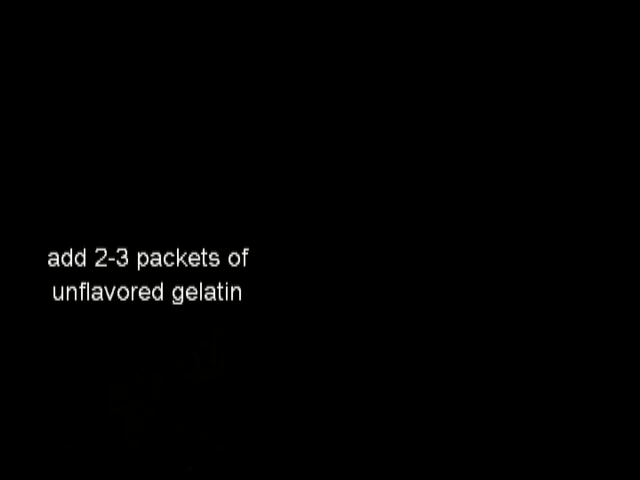 add 2-3 packets of
unflavored gelatin